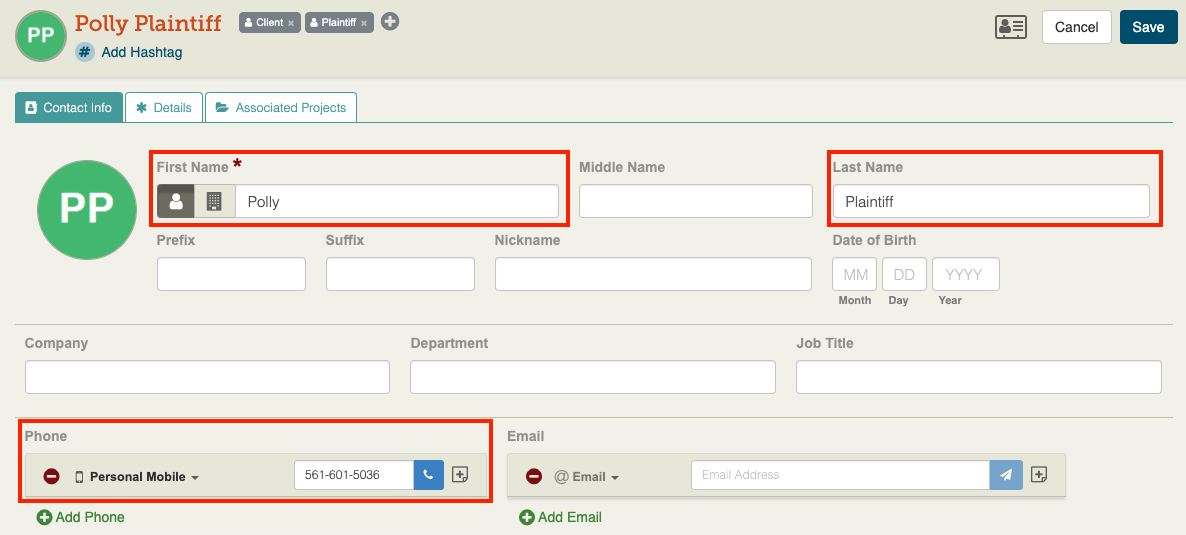 PP
Polly Plaintiff
Client ×
Plaintiff ×
# Add Hashtag
Cancel
Save
Contact Info
Details
Associated Projects
PP
First Name *
Middle Name
Last Name
Polly
Plaintiff
Prefix
Suffix
Nickname
Date of Birth
MM
DD
YYYY
Month
Day
Year
Company
Department
Job Title
Phone
Email
Personal Mobile
561-601-5036
@ Email
Email Address
Add Phone
Add Email